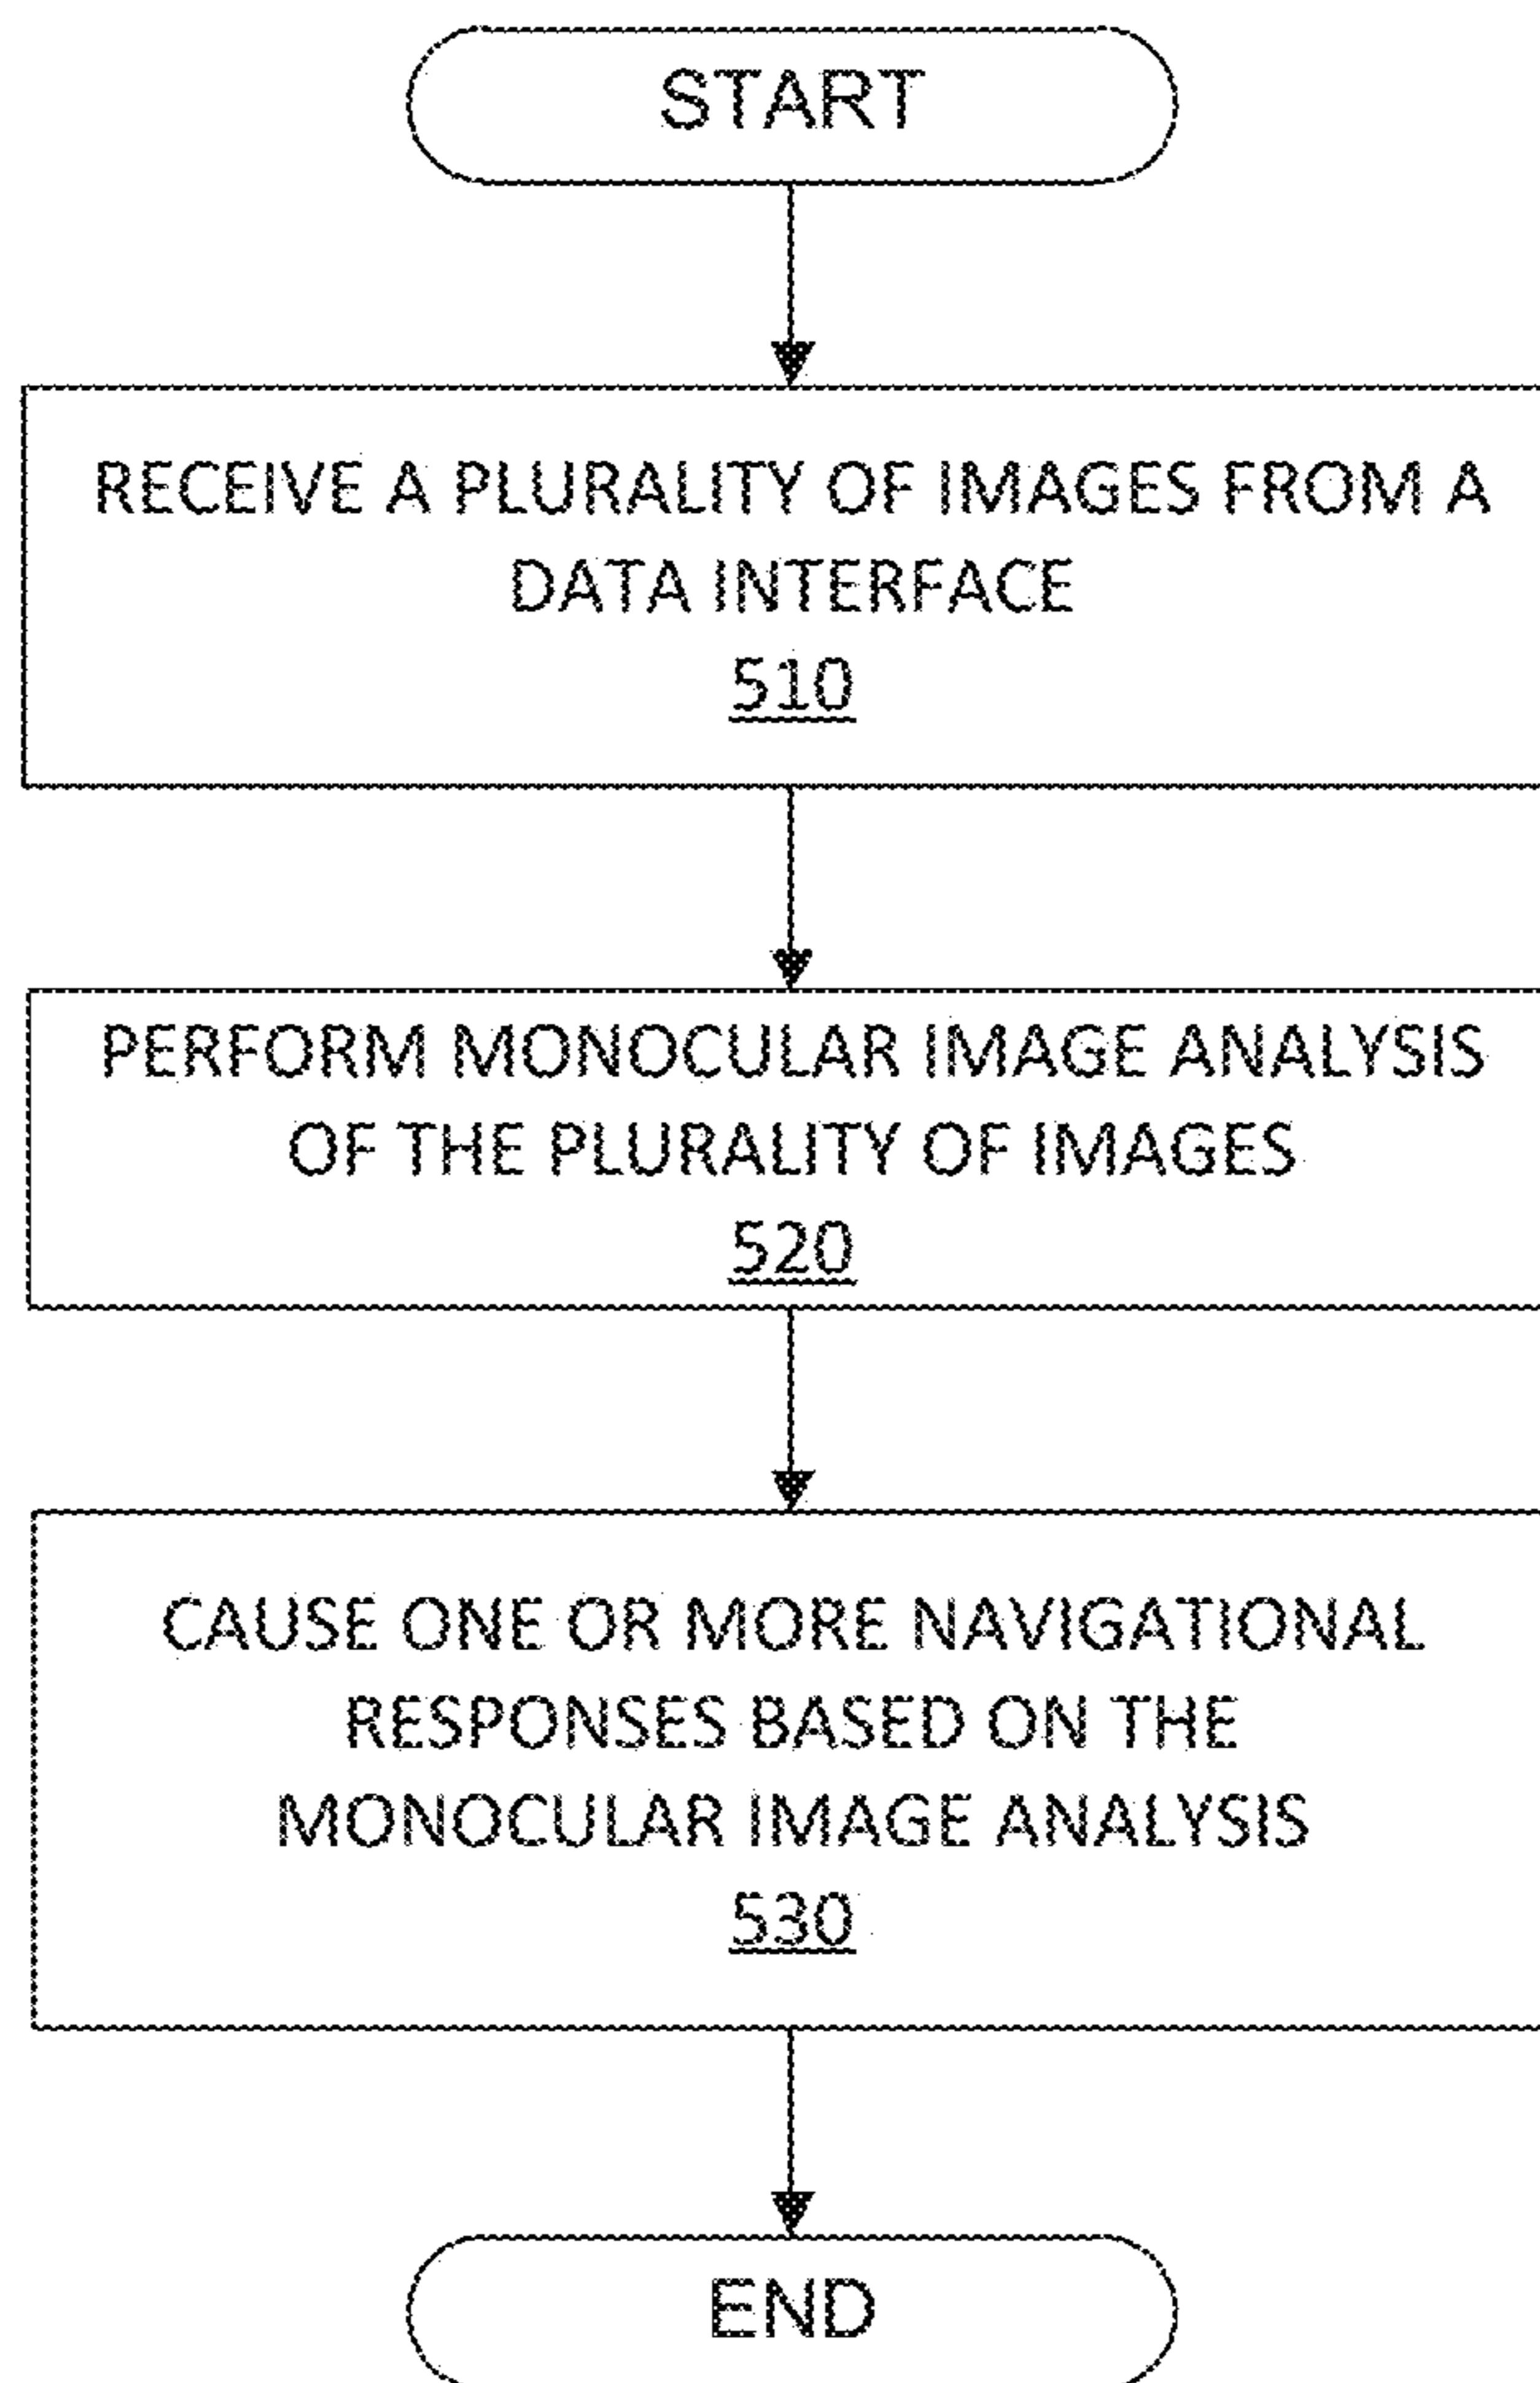 START
RECEIVE A PLURALITY OF IMAGES FROM A
DATA INTERFACE
510
PERFORM MONOCULAR IMAGE ANALYSIS
OF THE PLURALITY OF IMAGES
520
CAUSE ONE OR MORE NAVIGATIONAL
RESPONSES BASED ON THE
MONOCULAR IMAGE ANALYSIS
530
END